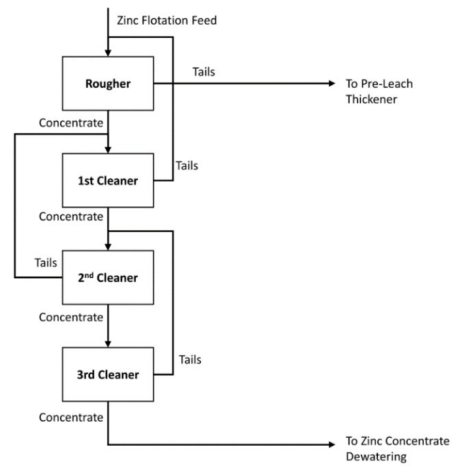 Zinc Flotation Feed
Rougher
Tails
To Pre-Leach
Thickener
Concentrate
1st Cleaner
Tails
Concentrate
Tails
2nd Cleaner
Concentrate
3rd Cleaner
Tails
Concentrate
To Zinc Concentrate
Dewatering